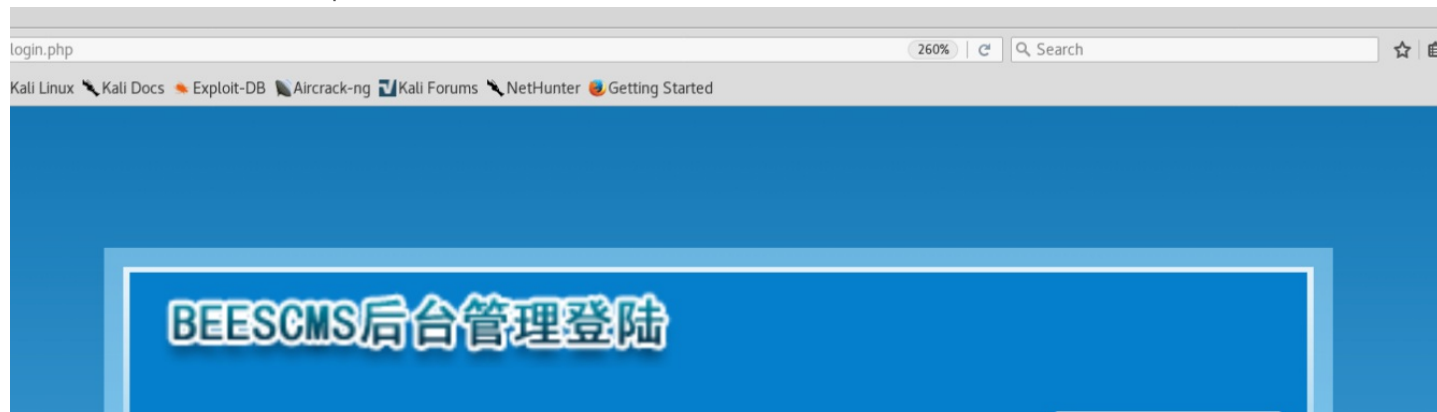 login.php 260% Search
Kali Linux Kali Docs Exploit-DB Aircrack-ng Kali Forums NetHunter Getting Started
BEESCMS后台管理登陆